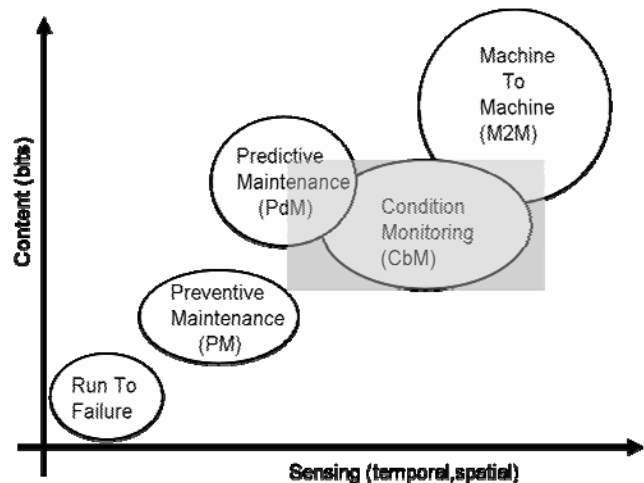 Content (bits)
Machine
To
Machine
(M2M)
Predictive
Maintenance
(PdM)
Condition
Monitoring
(CbM)
Preventive
Maintenance
(PM)
Run To
Failure
Sensing (temporal,spatial)